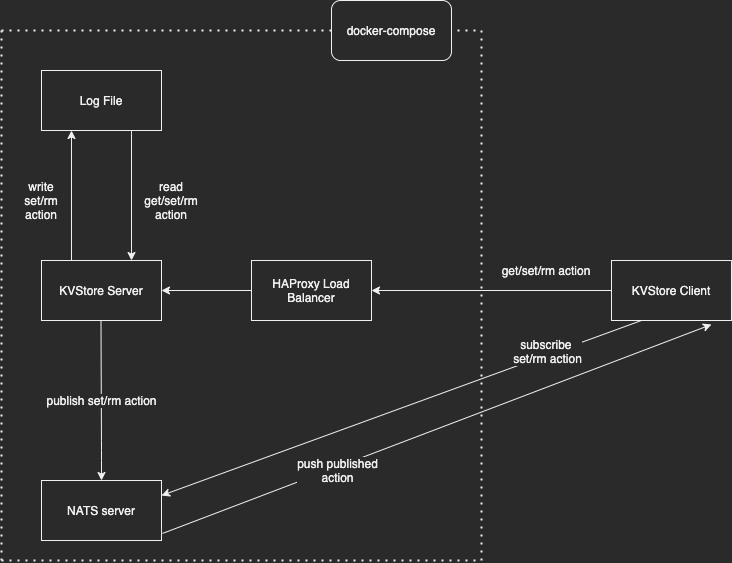 docker-compose
Log File
write
set/rm
action
read
get/set/rm
action
KVStore Server
HAProxy Load
Balancer
get/set/rm action
KVStore Client
subscribe
set/rm action
publish set/rm action
push published
action
NATS server